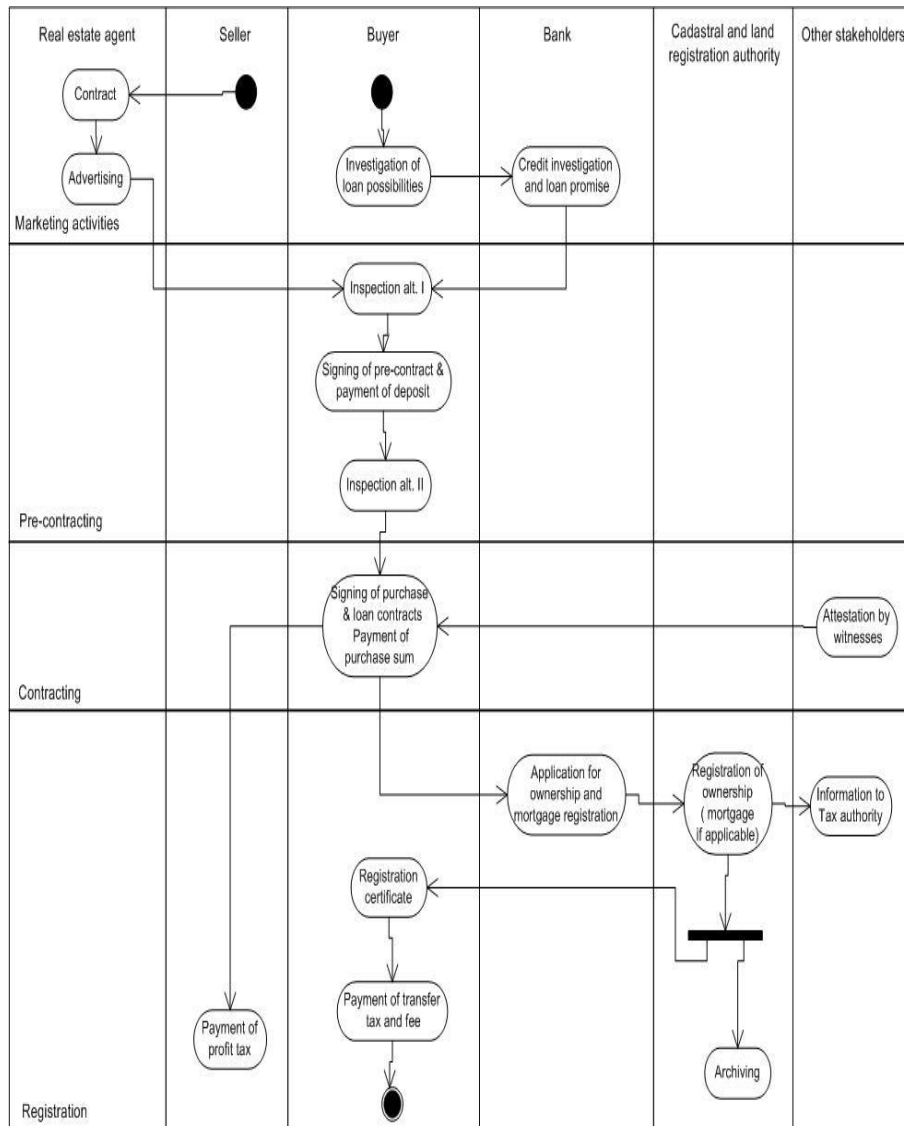 Real estate agent
Seller
Buyer
Bank
Cadastral and land
registration authority
Other stakeholders
Contract
Advertising
Investigation of
loan possibilities
Credit investigation
and loan promise
Marketing activities
Inspection alt. I
Signing of pre-contract &
payment of deposit
Inspection alt. II
Pre-contracting
Signing of purchase
& loan contracts
Payment of
purchase sum
Attestation by
witnesses
Contracting
Application for
ownership and
mortgage registration
Registration of
ownership
( mortgage
if applicable)
Information to
Tax authority
Registration
certificate
Payment of transfer
tax and fee
Payment of
profit tax
Archiving
Registration